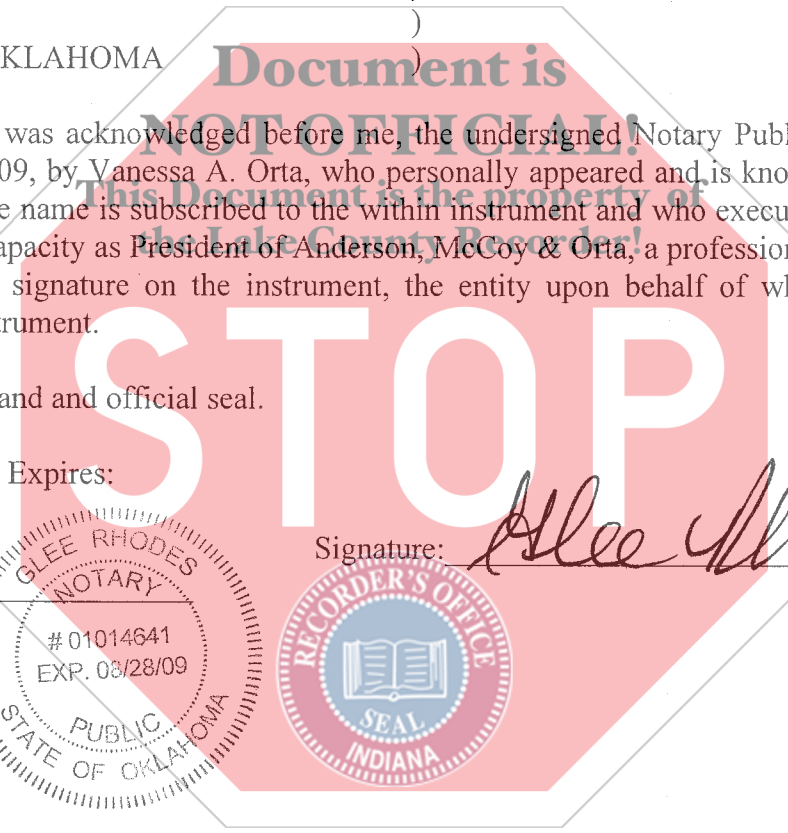 )
KLAHOMA )
Document is
NOT OFFICIAL!
This Document is the property of
the Lake County Recorder!
was acknowledged before me, the undersigned Notary Publ
09, by Vanessa A. Orta, who personally appeared and is kno
e name is subscribed to the within instrument and who execu
apacity as President of Anderson, McCoy & Orta, a profession
signature on the instrument, the entity upon behalf of wh
trument.
and and official seal.
STOP
Expires:
Signature: Glee
GLEE RHODES
NOTARY
# 01014641
EXP. 08/28/09
PUBLIC
STATE OF OKLAHOMA
RECORDER'S OFFICE
SEAL
INDIANA